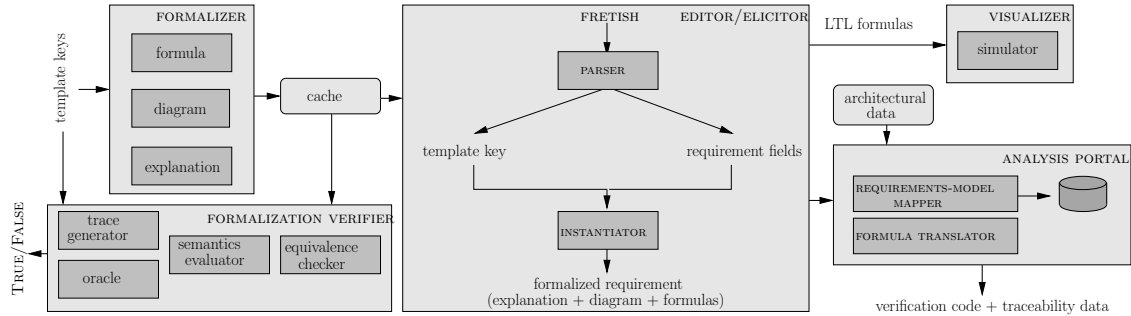 FORMALIZER
formula
diagram
explanation
template keys
cache
TRUE/FALSE
FORMALIZATION VERIFIER
trace
generator
oracle
semantics
evaluator
equivalence
checker
FRETISH
EDITOR/ELICITOR
PARSER
template key
requirement fields
INSTANTIATOR
formalized requirement
(explanation + diagram + formulas)
LTL formulas
VISUALIZER
simulator
architectural
data
ANALYSIS PORTAL
REQUIREMENTS-MODEL
MAPPER
FORMULA TRANSLATOR
verification code + traceability data